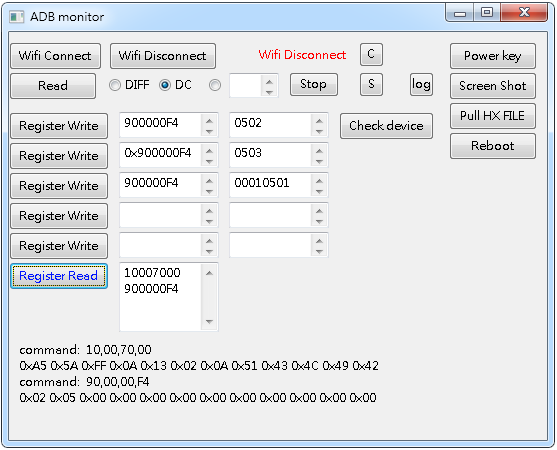 ADB monitor
Wifi Connect Wifi Disconnect Wifi Disconnect C Power key
Read DIFF DC Stop S log Screen Shot
Pull HX FILE
Register Write 900000F4 0502 Check device
Reboot
Register Write 0x900000F4 0503
Register Write 900000F4 00010501
Register Write
Register Write
Register Read 10007000
900000F4
command: 10,00,70,00
0xA5 0x5A 0xFF 0x0A 0x13 0x02 0x0A 0x51 0x43 0x4C 0x49 0x42
command: 90,00,00,F4
0x02 0x05 0x00 0x00 0x00 0x00 0x00 0x00 0x00 0x00 0x00 0x00